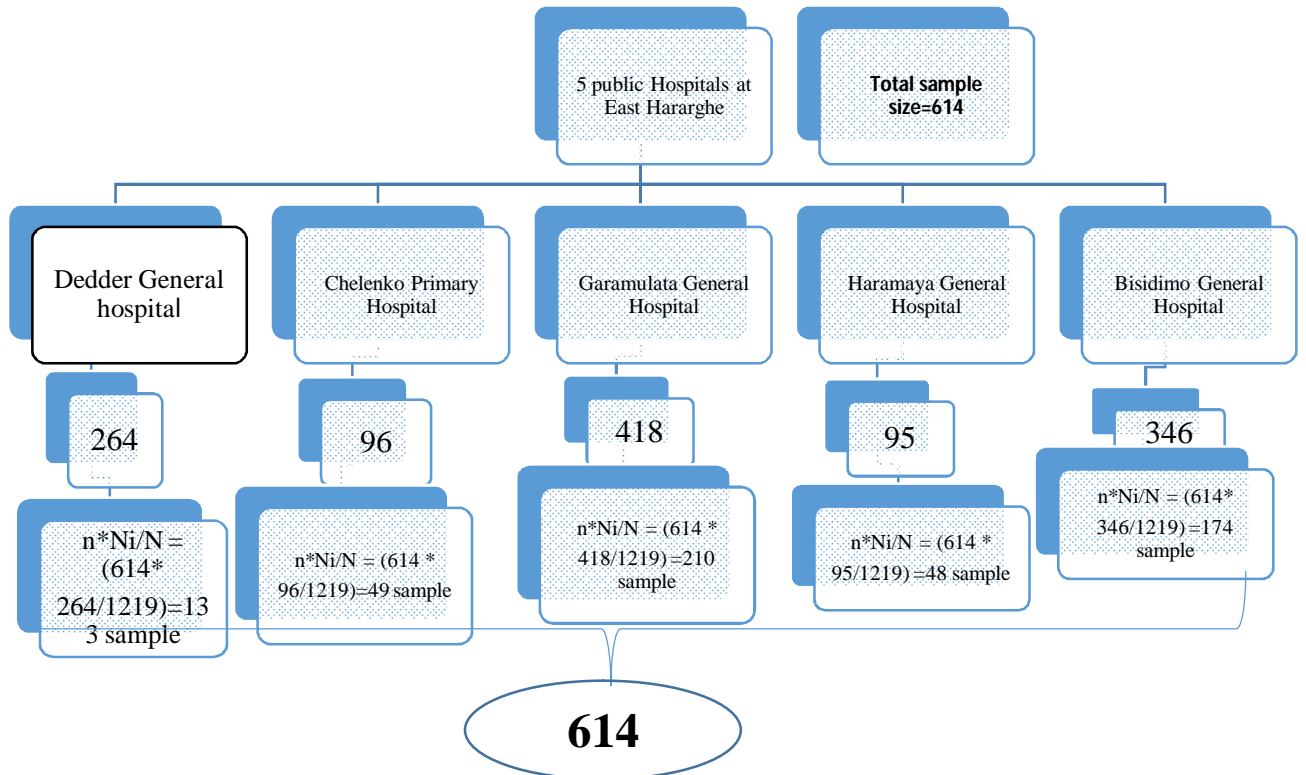 5 public Hospitals at
East Hararghe
Total sample
size=614
Dedder General
hospital
Chelenko Primary
Hospital
Garamulata General
Hospital
Haramaya General
Hospital
Bisidimo General
Hospital
264
96
418
95
346
n*Ni/N =
(614*
264/1219)=13
3 sample
n*Ni/N = (614 *
96/1219)=49 sample
n*Ni/N = (614 *
418/1219)=210
sample
n*Ni/N = (614 *
95/1219)=48 sample
n*Ni/N = (614*
346/1219)=174
sample
614